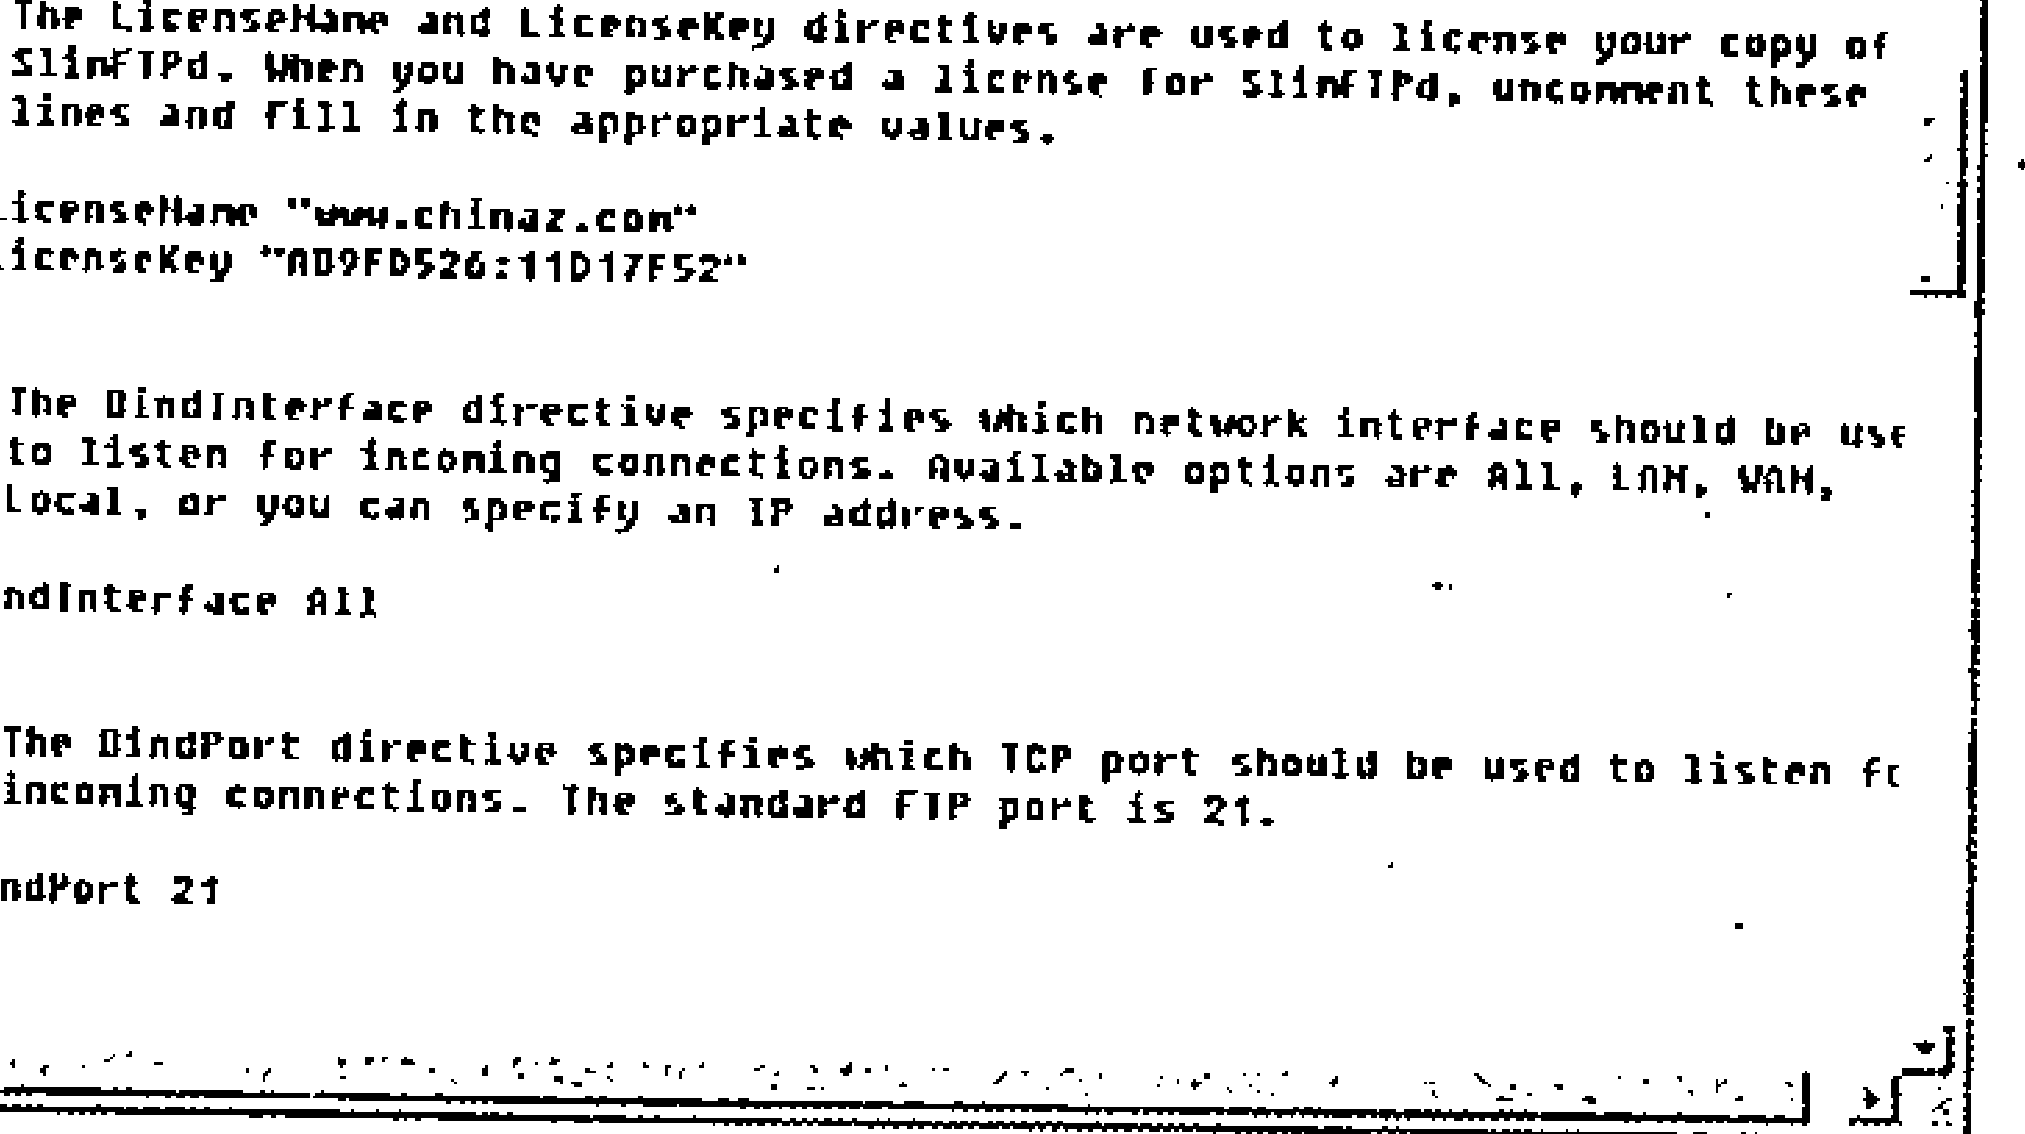 The LicenseName and LicenseKey directives are used to license your copy of
SlimFTPd. When you have purchased a license for SlimFTPd, uncomment these
lines and fill in the appropriate values.
LicenseName "www.chinaz.com"
licenseKey "AD9FD526:11D17F52"
The BindInterface directive specifies which network interface should be use
to listen for incoming connections. Available options are All, LAN, WAN,
Local, or you can specify an IP address.
ndInterface All
The BindPort directive specifies which TCP port should be used to listen fo
incoming connections. The standard FTP port is 21.
ndPort 21